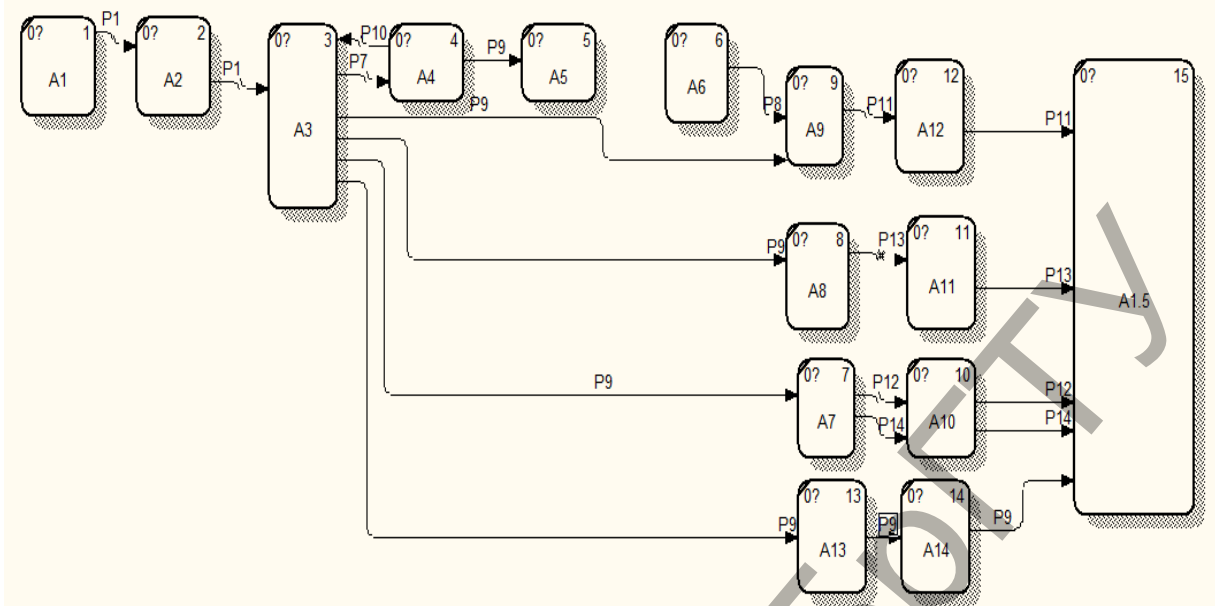 P1
0? 1
A1
0? 2
A2
P1
0? 3
A3
P10
P7
0? 4
A4
P9
0? 5
A5
P9
0? 6
A6
P8
0? 9
A9
P11
0? 12
A12
P11
0? 15
A1.5
P9
0? 8
A8
P13
0? 11
A11
P13
P9
0? 7
A7
P12
P14
0? 10
A10
P12
P14
P9
0? 13
A13
P9
0? 14
A14
P9